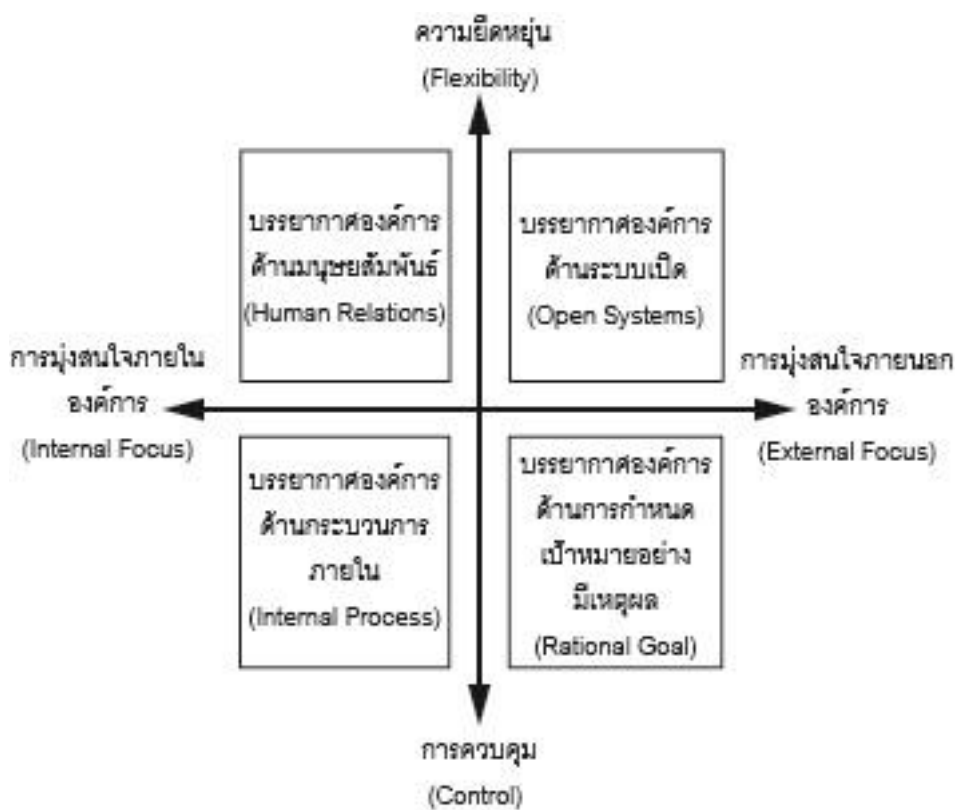 ความยืดหยุ่น
(Flexibility)
บรรยากาศองค์การ
ด้านมนุษยสัมพันธ์
(Human Relations)
บรรยากาศองค์การ
ด้านระบบเปิด
(Open Systems)
การมุ่งสนใจภายใน
องค์การ
(Internal Focus)
การมุ่งสนใจภายนอก
องค์การ
(External Focus)
บรรยากาศองค์การ
ด้านกระบวนการ
ภายใน
(Internal Process)
บรรยากาศองค์การ
ด้านการกำหนด
เป้าหมายอย่าง
มีเหตุผล
(Rational Goal)
การควบคุม
(Control)